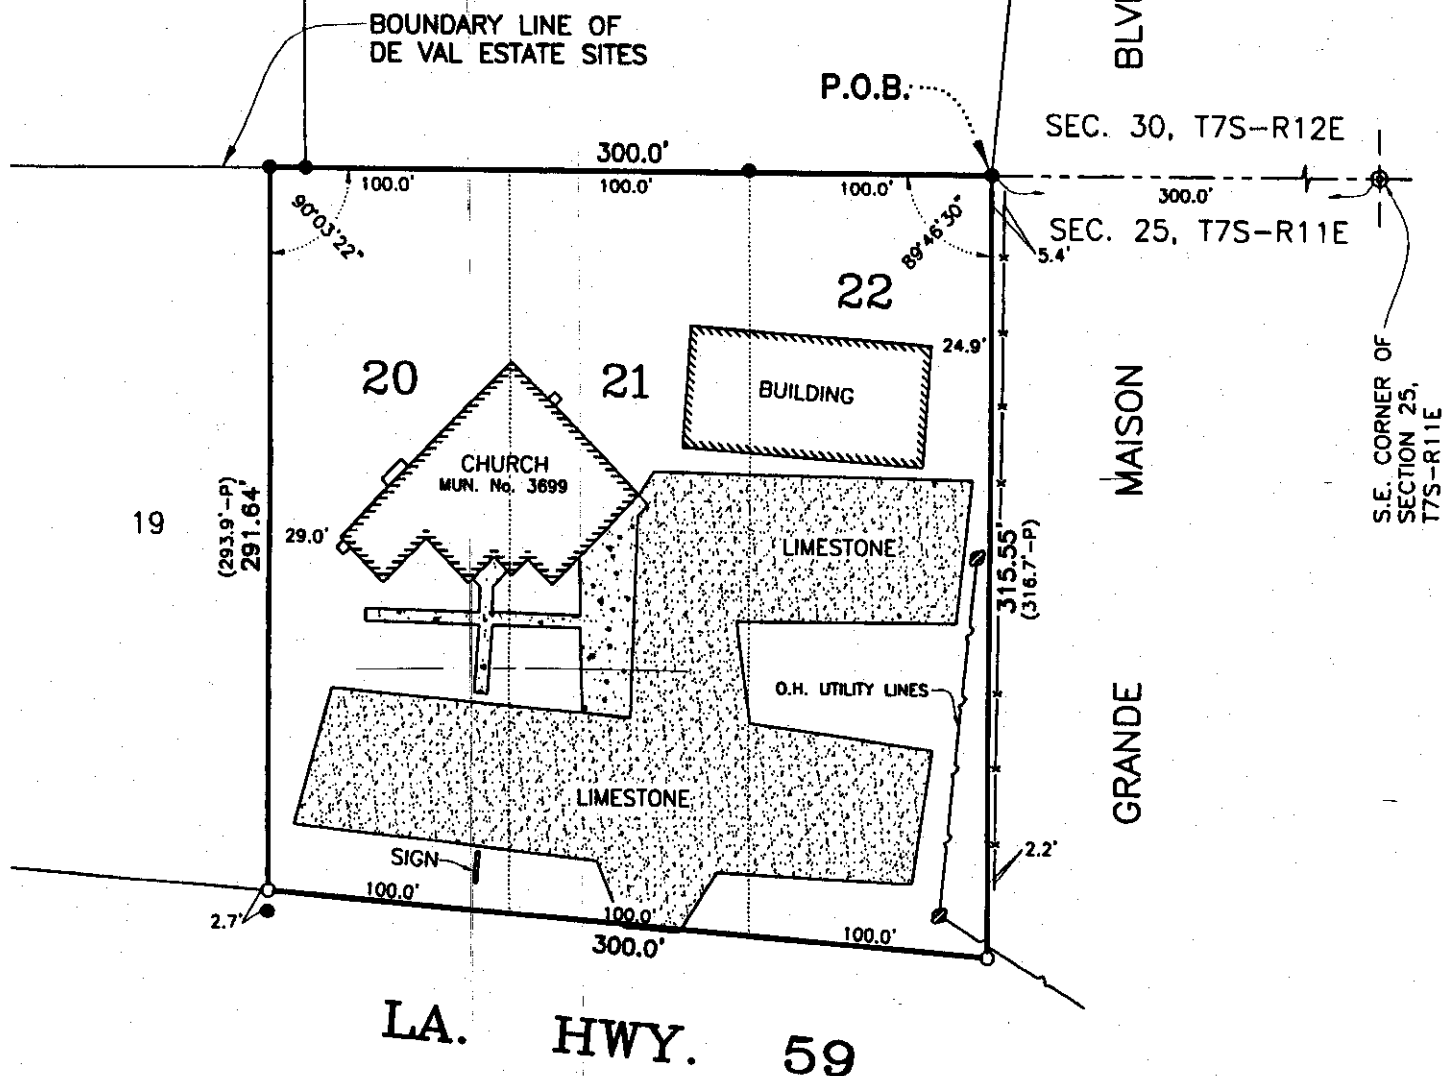 BOUNDARY LINE OF
DE VAL ESTATE SITES
P.O.B.
SEC. 30, T7S-R12E
300.0'
100.0'
100.0'
100.0'
300.0'
90°03'22"
89°46'30"
SEC. 25, T7S-R11E
5.4'
22
24.9'
20
21
BUILDING
S.E. CORNER OF
SECTION 25,
T7S-R11E
CHURCH
MUN. No. 3699
19
(293.9'-P)
291.64'
29.0'
LIMESTONE
315.55'
(316.7'-P)
GRANDE MAISON
O.H. UTILITY LINES
LIMESTONE
SIGN
2.2'
100.0'
100.0'
100.0'
2.7'
300.0'
LA. HWY. 59